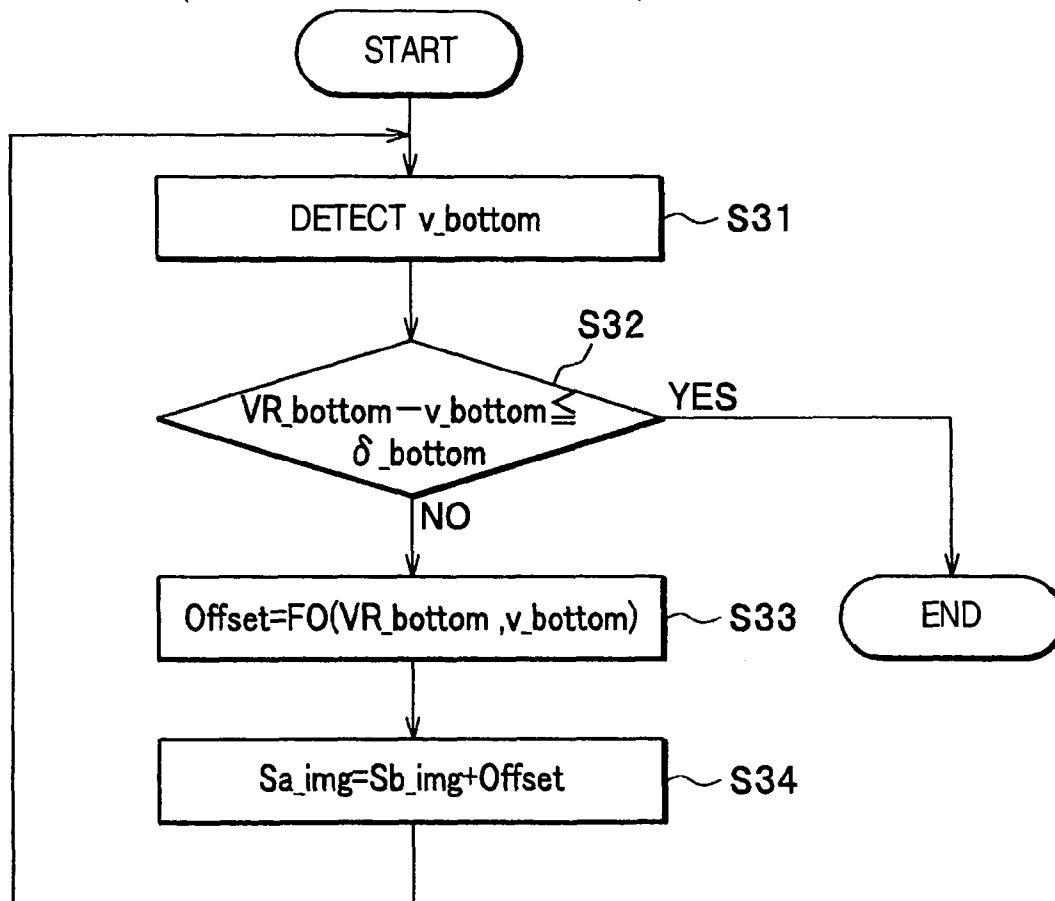 START
DETECT v_bottom
S31
S32
VR_bottom－v_bottom≦
δ_bottom
YES
NO
Offset=FO(VR_bottom ,v_bottom)
S33
END
Sa_img=Sb_img+Offset
S34